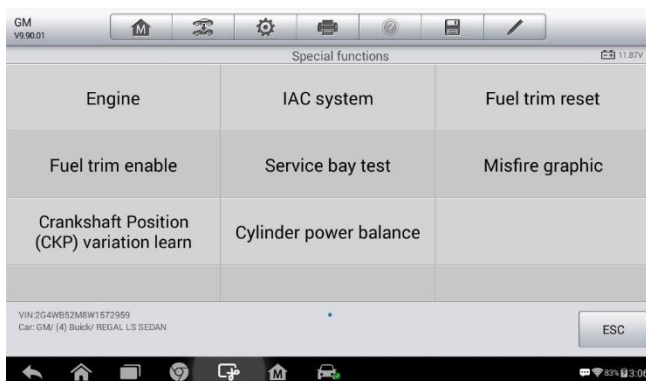 GM
V9.90.01
Special functions
11.87V
Engine
IAC system
Fuel trim reset
Fuel trim enable
Service bay test
Misfire graphic
Crankshaft Position
(CKP) variation learn
Cylinder power balance
VIN:2G4WB52M8W1572959
Car: GM/ (4) Buick/ REGAL LS SEDAN
ESC
83% 3:06